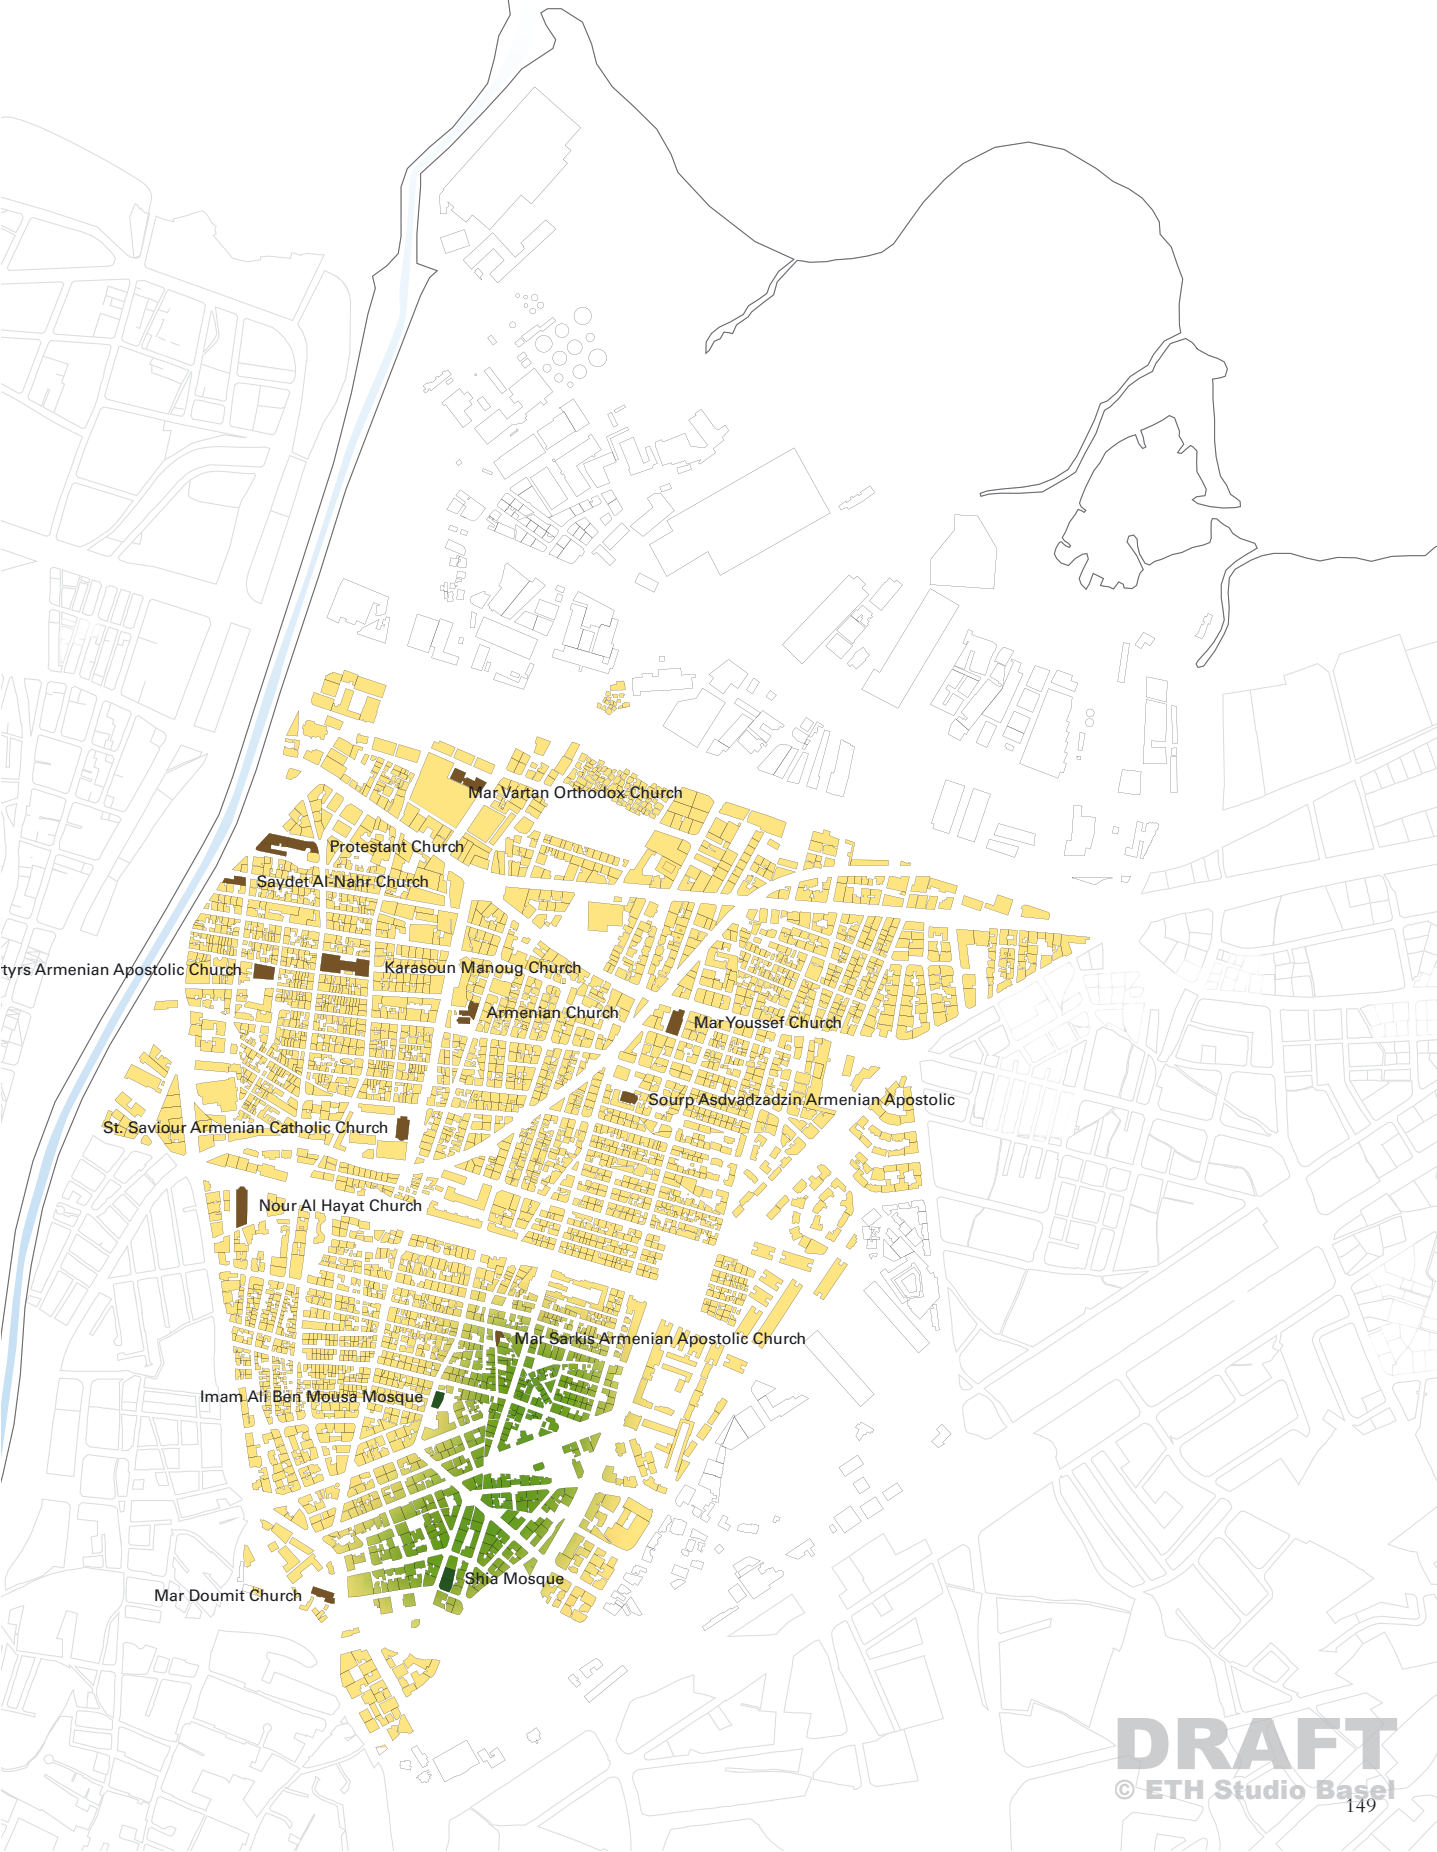 Mar Vartan Orthodox Church
Protestant Church
Saydet Al-Nahr Church
tyrs Armenian Apostolic Church
Karasoun Manoug Church
Armenian Church
Mar Youssef Church
Sourp Asdvadzadzin Armenian Apostolic
St. Saviour Armenian Catholic Church
Nour Al Hayat Church
Mar Sarkis Armenian Apostolic Church
Imam Ali Ben Mousa Mosque
Shia Mosque
Mar Doumit Church
DRAFT
© ETH Studio Basel
149